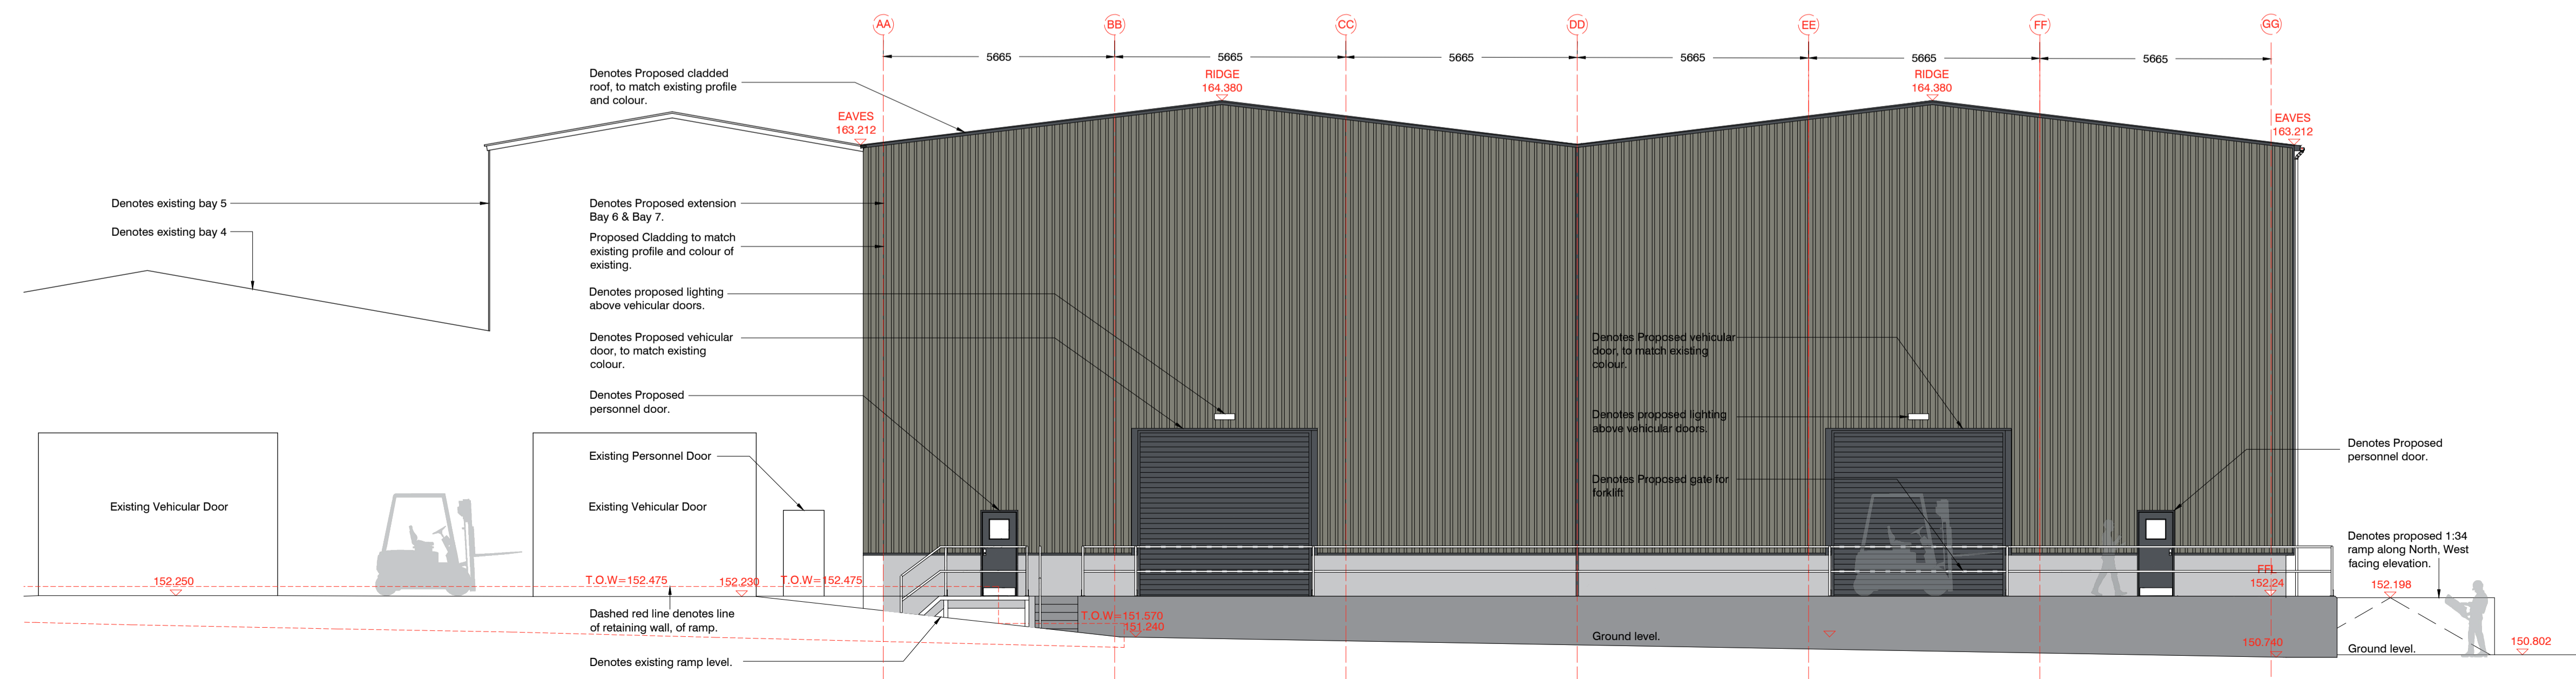 AA
BB
CC
DD
EE
FF
GG
5665
5665
5665
5665
5665
5665
Denotes Proposed cladded
roof, to match existing profile
and colour.
RIDGE
164.380
RIDGE
164.380
EAVES
163.212
EAVES
163.212
Denotes existing bay 5
Denotes existing bay 4
Denotes Proposed extension
Bay 6 & Bay 7.
Proposed Cladding to match
existing profile and colour of
existing.
Denotes proposed lighting
above vehicular doors.
Denotes Proposed vehicular
door, to match existing
colour.
Denotes Proposed
personnel door.
Existing Personnel Door
Existing Vehicular Door
Existing Vehicular Door
Denotes Proposed vehicular
door, to match existing
colour.
Denotes proposed lighting
above vehicular doors.
Denotes Proposed gate for
forklift
Denotes Proposed
personnel door.
Denotes proposed 1:34
ramp along North, West
facing elevation.
152.250
T.O.W=152.475
152.230
T.O.W=152.475
FFL
152.24
152.198
Dashed red line denotes line
of retaining wall, of ramp.
T.O.W=151.570
151.240
Ground level.
150.740
Ground level.
150.802
Denotes existing ramp level.